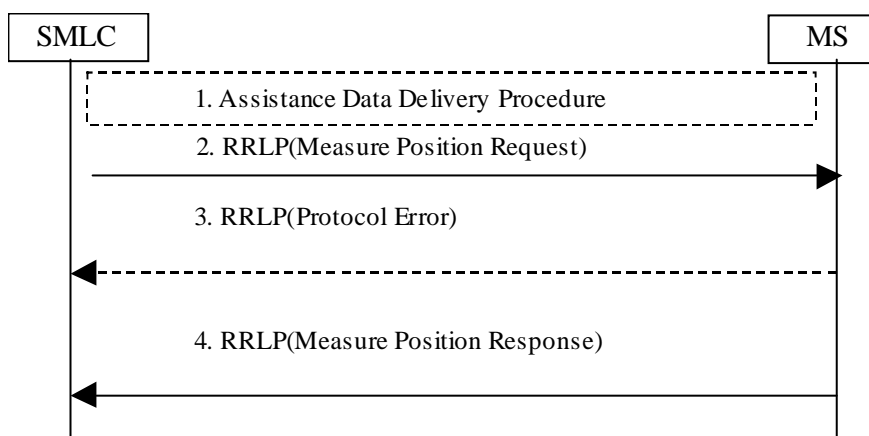 SMLC
MS
1. Assistance Data Delivery Procedure
2. RRLP(Measure Position Request)
3. RRLP(Protocol Error)
4. RRLP(Measure Position Response)